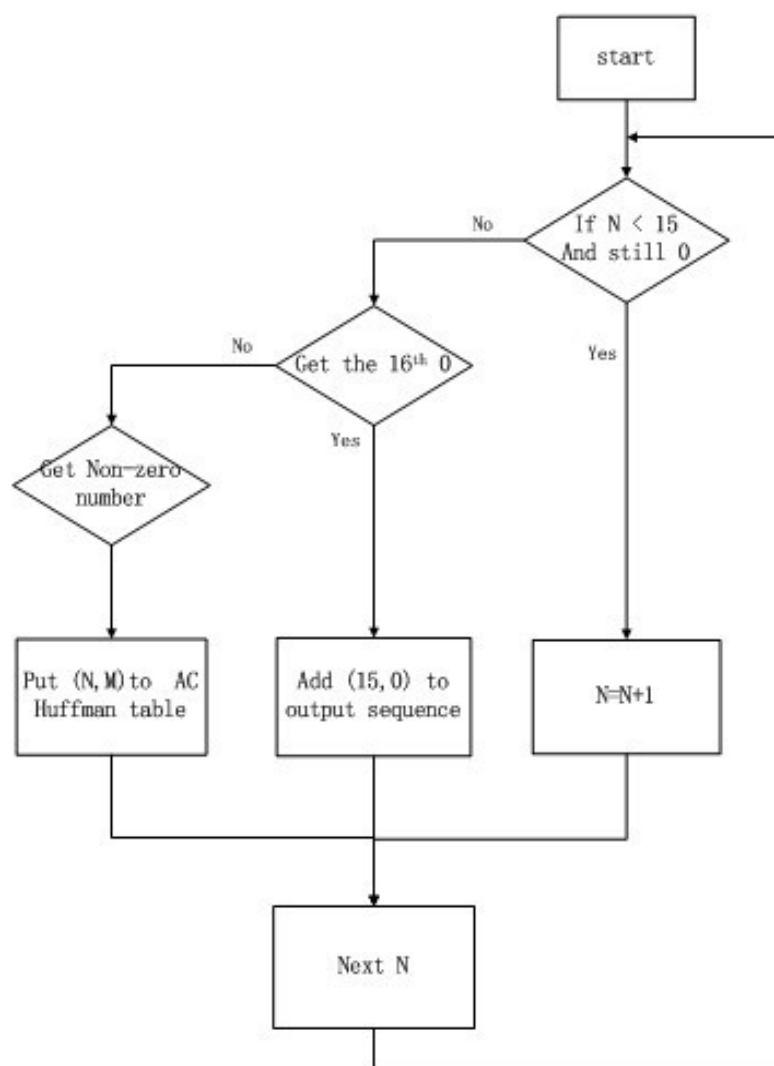 start
If N < 15
And still 0
No
Yes
Get the 16th 0
No
Yes
Get Non-zero
number
Put (N,M)to AC
Huffman table
Add (15,0) to
output sequence
N=N+1
Next N